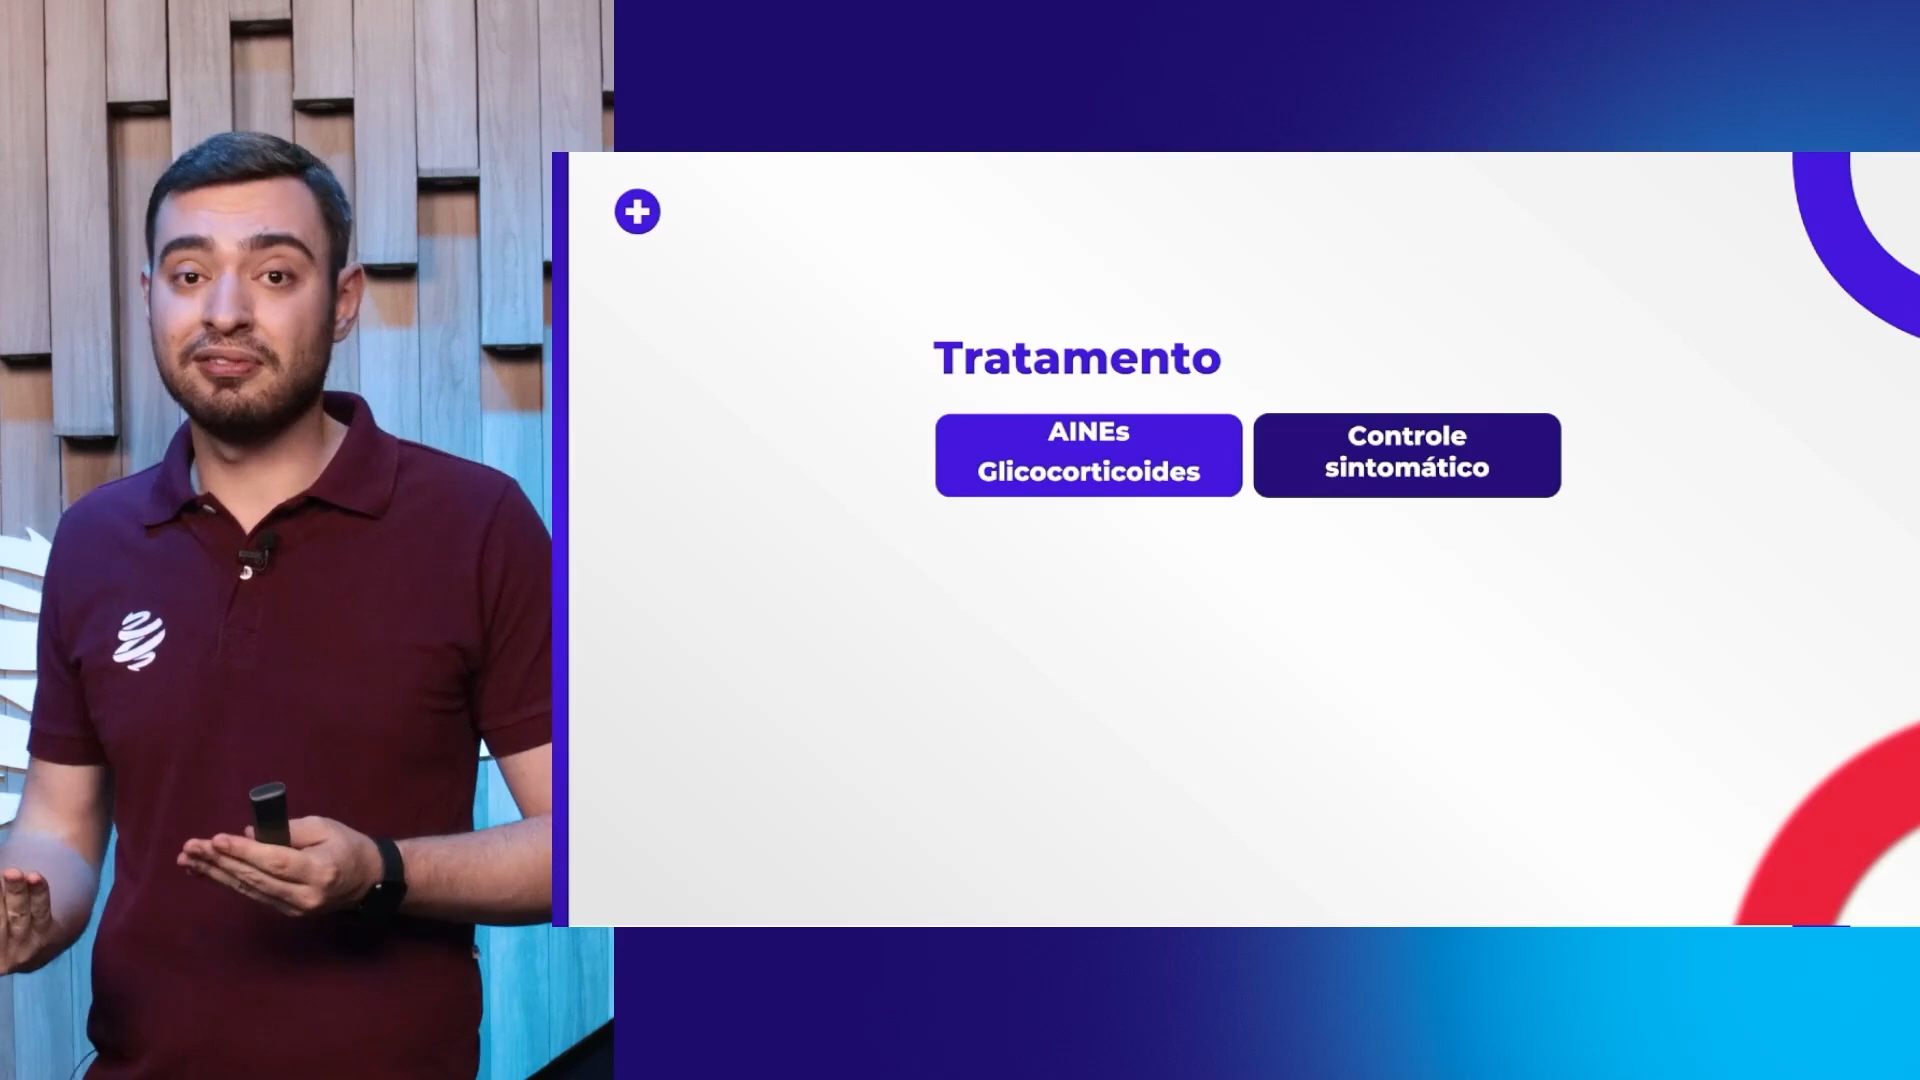 Tratamento
AINEs
Glicocorticoides
Controle
sintomático